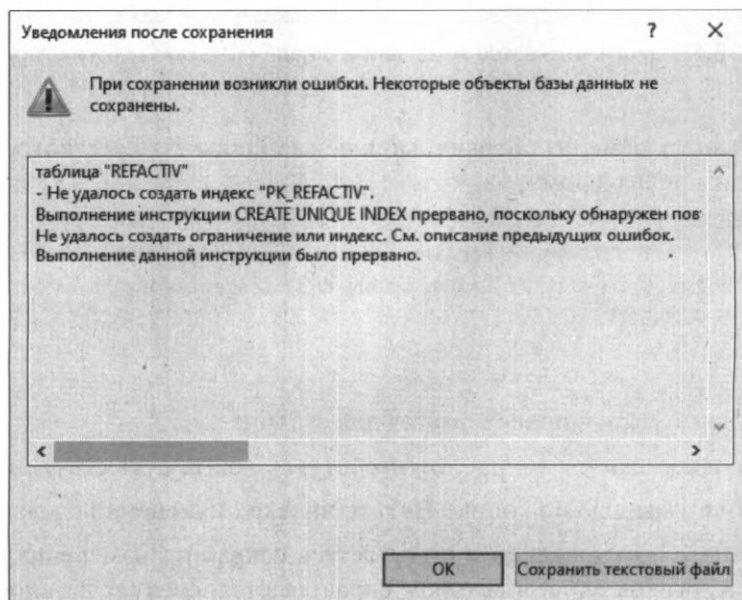 Уведомления после сохранения
При сохранении возникли ошибки. Некоторые объекты базы данных не
сохранены.
таблица "REFACTIV"
- Не удалось создать индекс "PK_REFACTIV".
Выполнение инструкции CREATE UNIQUE INDEX прервано, поскольку обнаружен пов
Не удалось создать ограничение или индекс. См. описание предыдущих ошибок.
Выполнение данной инструкции было прервано.
ОК
Сохранить текстовый файл